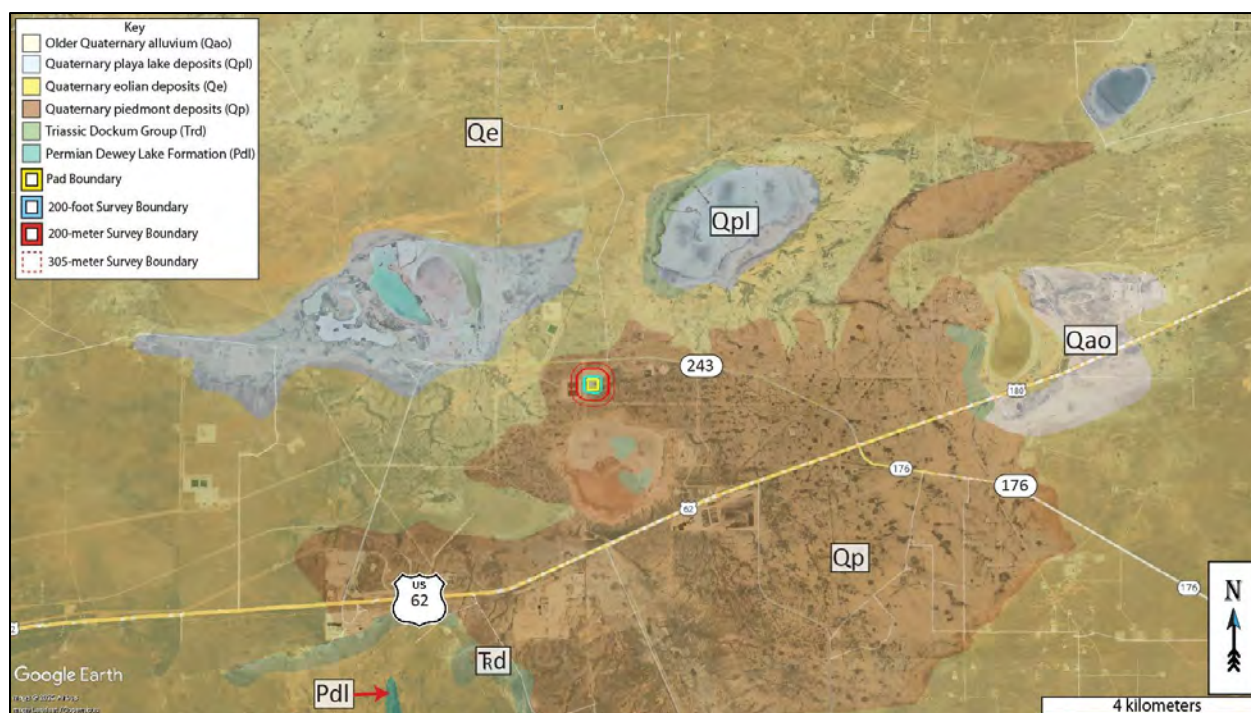 Key
Older Quaternary alluvium (Qao)
Quaternary playa lake deposits (Qpl)
Quaternary eolian deposits (Qe)
Quaternary piedmont deposits (Qp)
Triassic Dockum Group (Trd)
Permian Dewey Lake Formation (Pdl)
Pad Boundary
200-foot Survey Boundary
200-meter Survey Boundary
305-meter Survey Boundary
Qe
Qpl
Qao
243
180
176
176
62
Qp
US
62
176
N
Trd
Pdl
Google Earth
4 kilometers